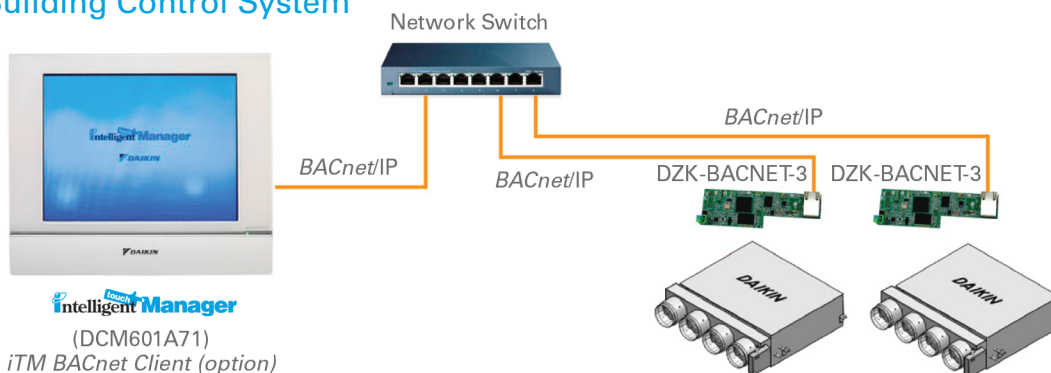 Building Control System
Network Switch
intelligent touch Manager
DAIKIN
DAIKIN
BACnet/IP
BACnet/IP
BACnet/IP
DZK-BACNET-3
DZK-BACNET-3
DAIKIN
DAIKIN
intelligent touch Manager
(DCM601A71)
iTM BACnet Client (option)